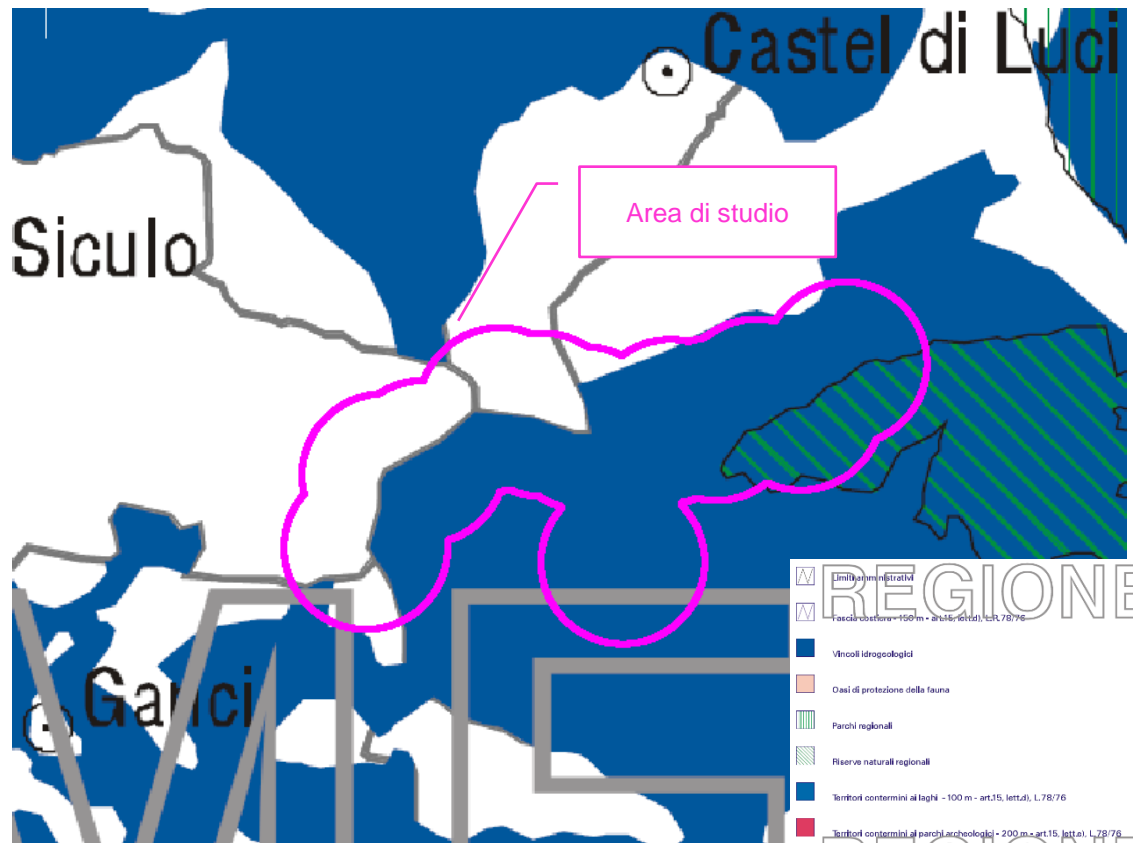 Castel di Luci
Area di studio
Siculo
Ganci
REGIONE
Limiti amministrativi
Fascia costiera - 150 m - art.15, lett.d), L.R.78/76
Vincoli idrogeologici
Oasi di protezione della fauna
Parchi regionali
Riserve naturali regionali
Territori contermini ai laghi - 100 m - art.15, lett.d), L.78/76
Territori contermini ai parchi archeologici - 200 m - art.15, lett.e), L.78/76
REGIONE